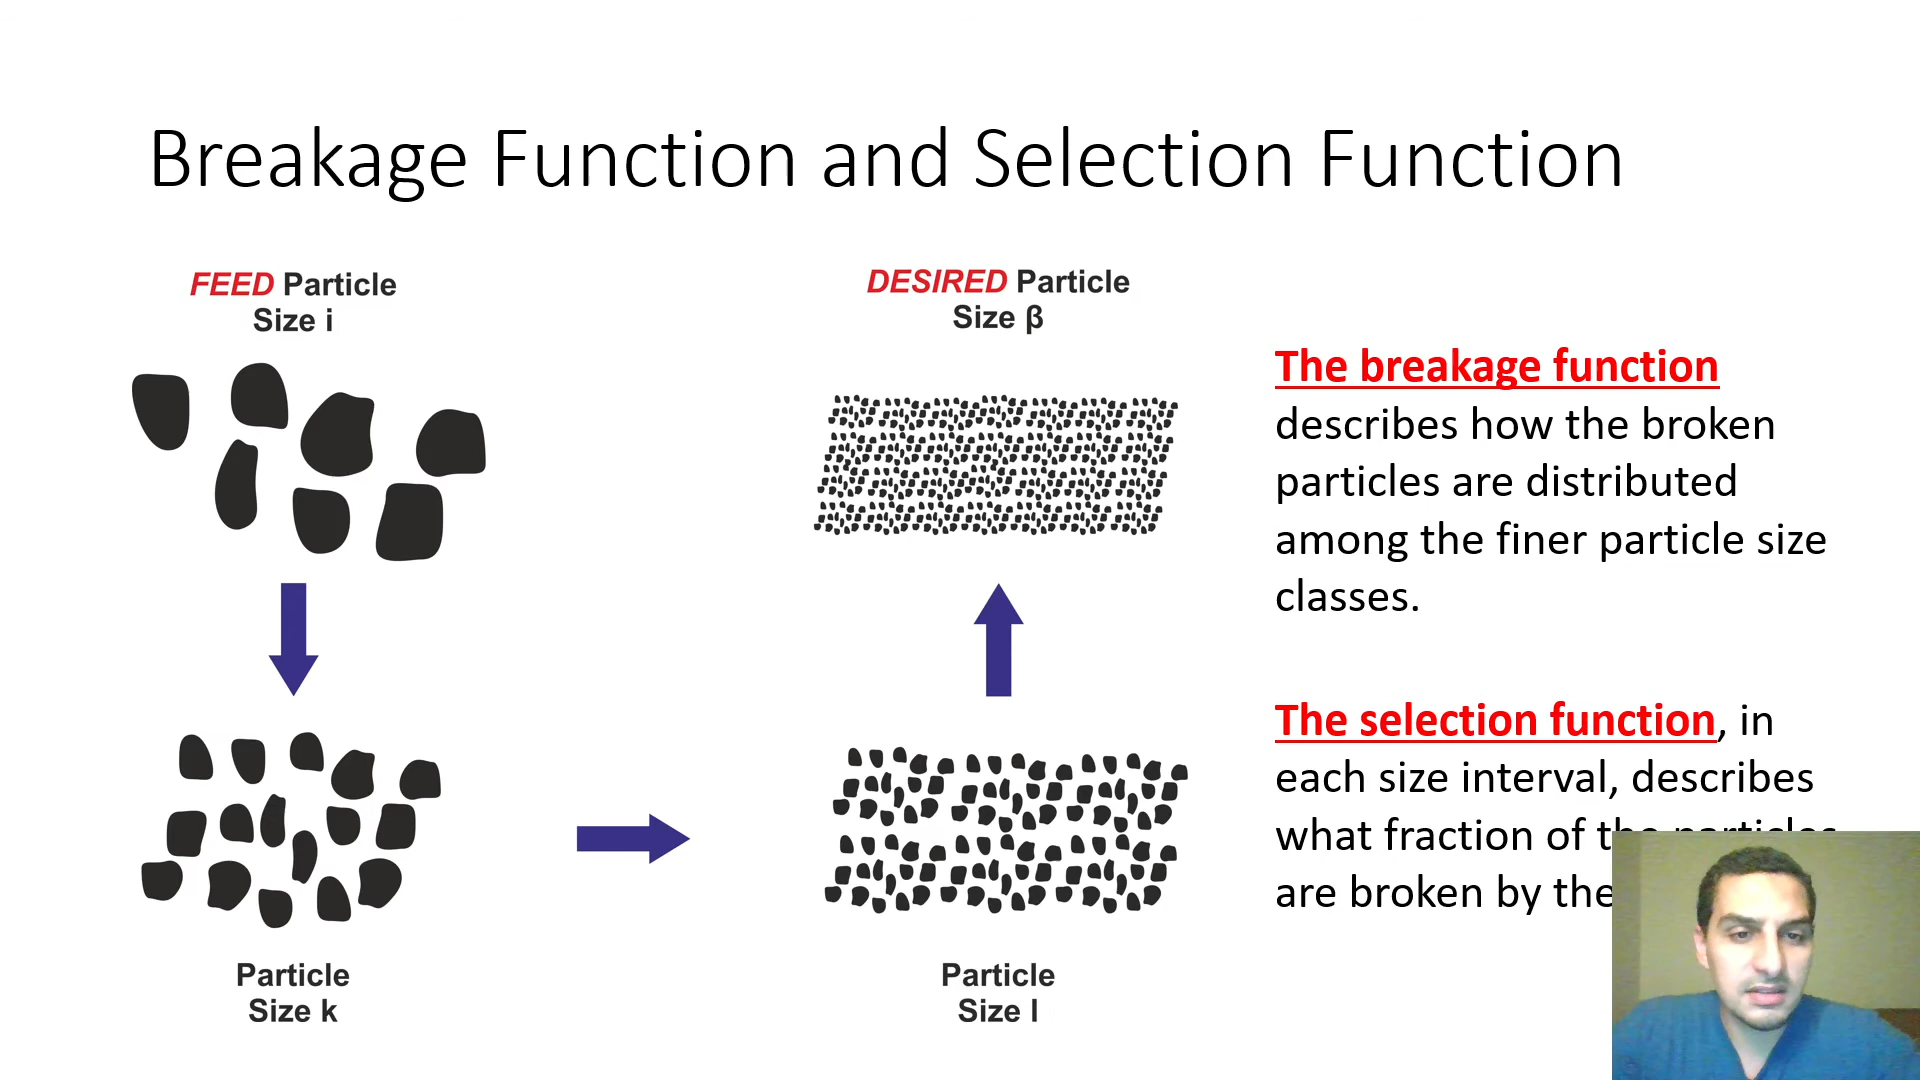 Breakage Function and Selection Function
FEED Particle
Size i
DESIRED Particle
Size β
The breakage function
describes how the broken
particles are distributed
among the finer particle size
classes.
The selection function, in
each size interval, describes
what fraction of the particles
are broken by the
Particle
Size k
Particle
Size l